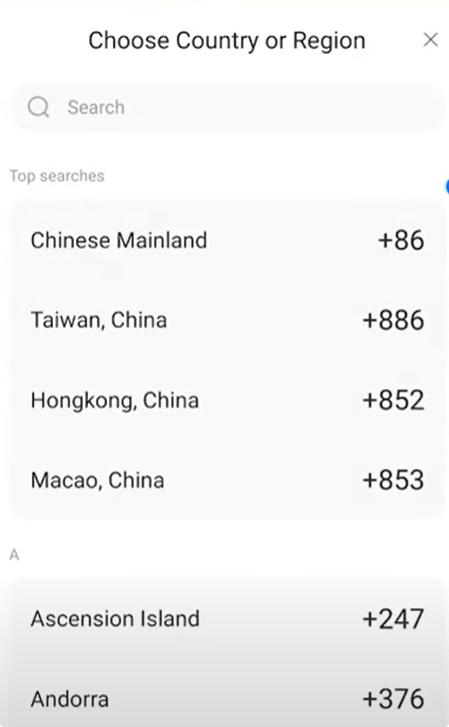 Choose Country or Region
Search
Top searches
Chinese Mainland +86
Taiwan, China +886
Hongkong, China +852
Macao, China +853
A
Ascension Island +247
Andorra +376